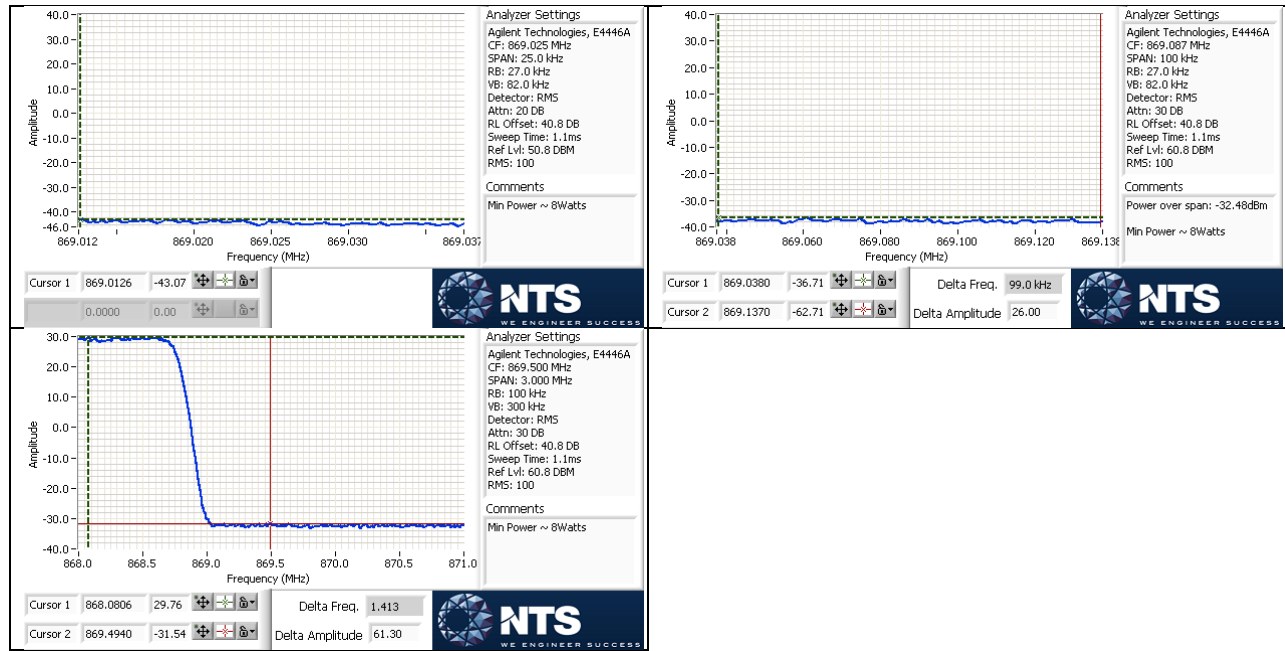 40.0
30.0
20.0
10.0
0.0
-10.0
-20.0
-30.0
-40.0
-46.0
Amplitude
869.012 869.020 869.025 869.030 869.037
Frequency (MHz)
Analyzer Settings
Agilent Technologies, E4446A
CF: 869.025 MHz
SPAN: 25.0 kHz
RB: 27.0 kHz
VB: 82.0 kHz
Detector: RMS
Attn: 20 DB
RL Offset: 40.8 DB
Sweep Time: 1.1ms
Ref Lvl: 50.8 DBM
RMS: 100
Comments
Min Power ~ 8Watts
Cursor 1 869.0126 -43.07
0.0000 0.00
NTS
WE ENGINEER SUCCESS
40.0
30.0
20.0
10.0
0.0
-10.0
-20.0
-30.0
-40.0
Amplitude
869.038 869.060 869.080 869.100 869.120 869.138
Frequency (MHz)
Analyzer Settings
Agilent Technologies, E4446A
CF: 869.087 MHz
SPAN: 100 kHz
RB: 27.0 kHz
VB: 82.0 kHz
Detector: RMS
Attn: 30 DB
RL Offset: 40.8 DB
Sweep Time: 1.1ms
Ref Lvl: 60.8 DBM
RMS: 100
Comments
Power over span: -32.48dBm
Min Power ~ 8Watts
Cursor 1 869.0380 -36.71
Cursor 2 869.1370 -62.71
Delta Freq. 99.0 kHz
Delta Amplitude 26.00
NTS
WE ENGINEER SUCCESS
30.0
20.0
10.0
0.0
-10.0
-20.0
-30.0
-40.0
Amplitude
868.0 868.5 869.0 869.5 870.0 870.5 871.0
Frequency (MHz)
Analyzer Settings
Agilent Technologies, E4446A
CF: 869.500 MHz
SPAN: 3.000 MHz
RB: 100 kHz
VB: 300 kHz
Detector: RMS
Attn: 30 DB
RL Offset: 40.8 DB
Sweep Time: 1.1ms
Ref Lvl: 60.8 DBM
RMS: 100
Comments
Min Power ~ 8Watts
Cursor 1 868.0806 29.76
Cursor 2 869.4940 -31.54
Delta Freq. 1.413
Delta Amplitude 61.30
NTS
WE ENGINEER SUCCESS